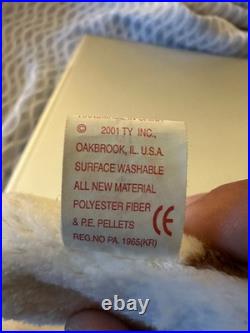 © 2001 TY INC.,
OAKBROOK, IL. U.S.A.
SURFACE WASHABLE
ALL NEW MATERIAL
POLYESTER FIBER
& P.E. PELLETS CE
REG.NO PA. 1965(KR)